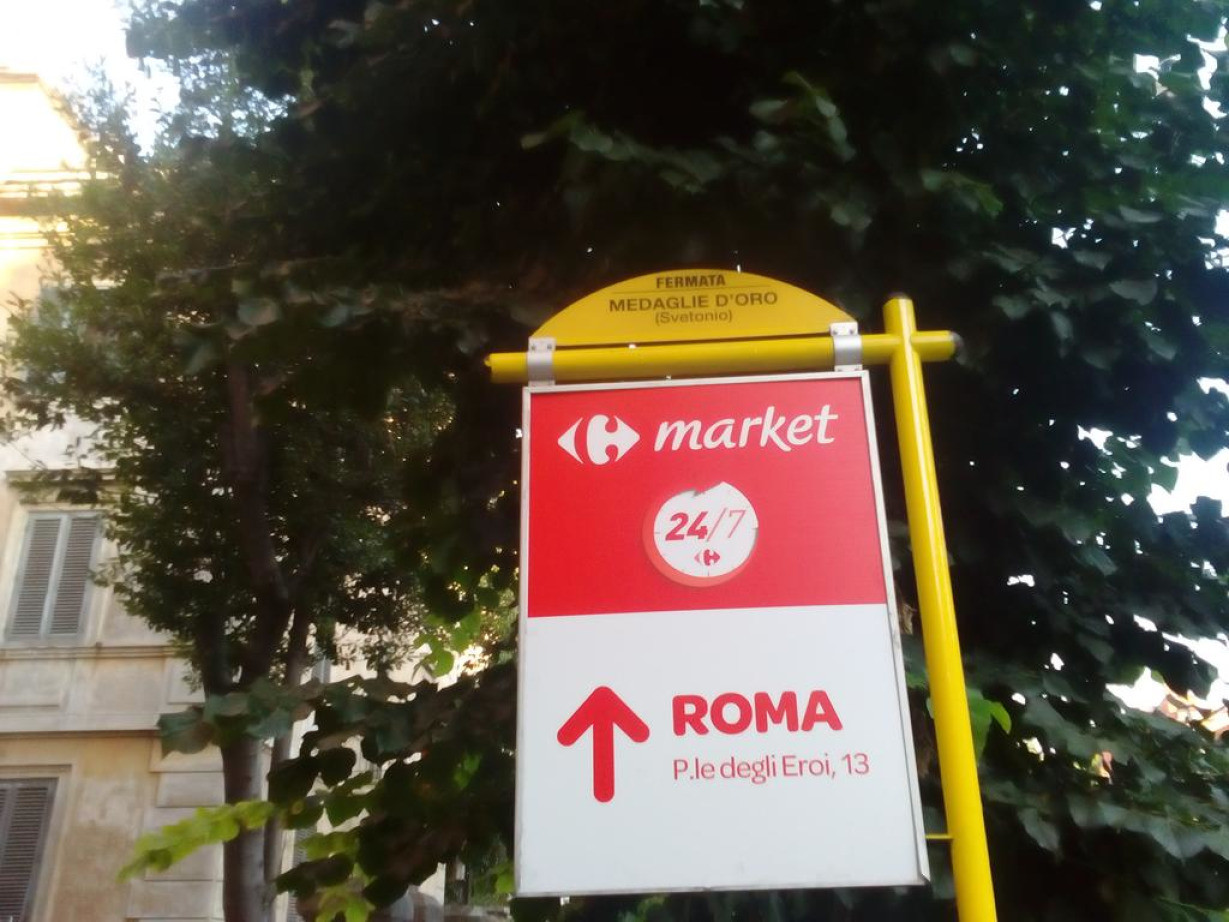 FERMATA
MEDAGLIE D'ORO
(Svetonio)
market
24/7
ROMA
P.le degli Eroi, 13